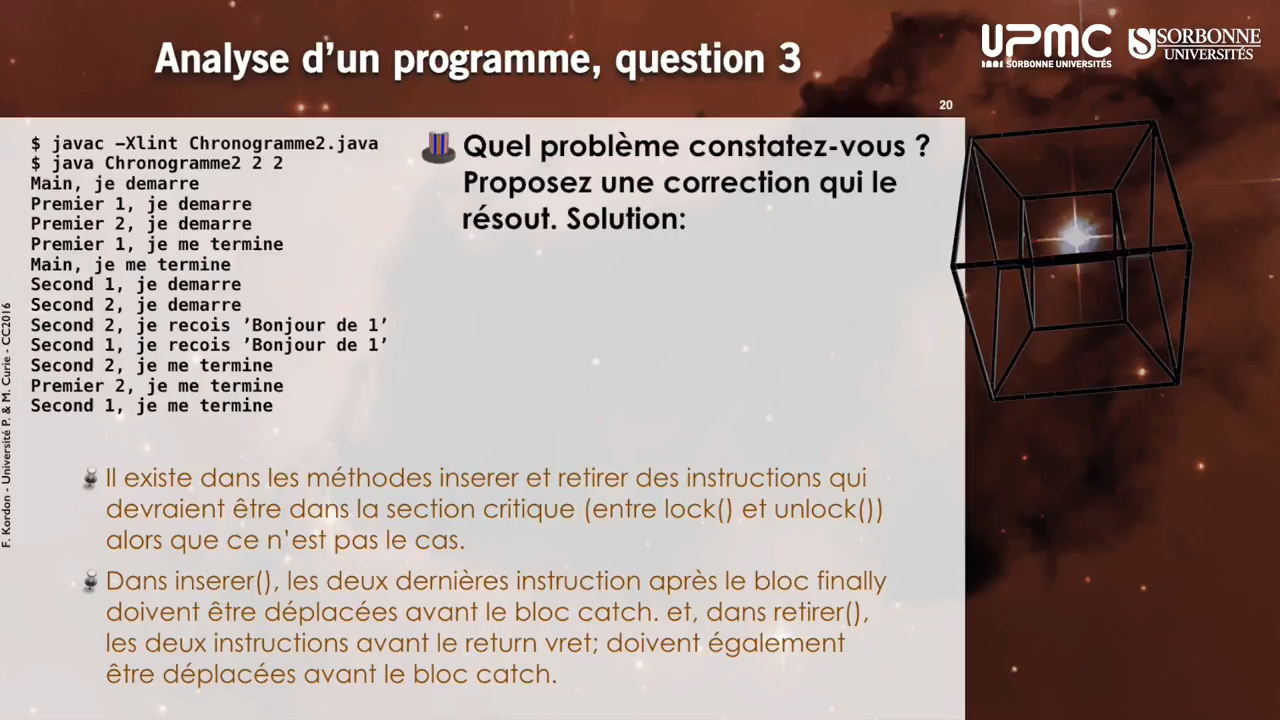 Analyse d’un programme, question 3
UPMC
SORBONNE UNIVERSITÉS
SORBONNE
UNIVERSITÉS
20
$ javac –Xlint Chronogramme2.java
$ java Chronogramme2 2 2
Main, je demarre
Premier 1, je demarre
Premier 2, je demarre
Premier 1, je me termine
Main, je me termine
Second 1, je demarre
Second 2, je demarre
Second 2, je recois ’Bonjour de 1’
Second 1, je recois ’Bonjour de 1’
Second 2, je me termine
Premier 2, je me termine
Second 1, je me termine
Quel problème constatez-vous ?
Proposez une correction qui le
résout. Solution:
Il existe dans les méthodes inserer et retirer des instructions qui
devraient être dans la section critique (entre lock() et unlock())
alors que ce n’est pas le cas.
Dans inserer(), les deux dernières instruction après le bloc finally
doivent être déplacées avant le bloc catch. et, dans retirer(),
les deux instructions avant le return vret; doivent également
être déplacées avant le bloc catch.
F. Kordon - Université P. & M. Curie - CC2016